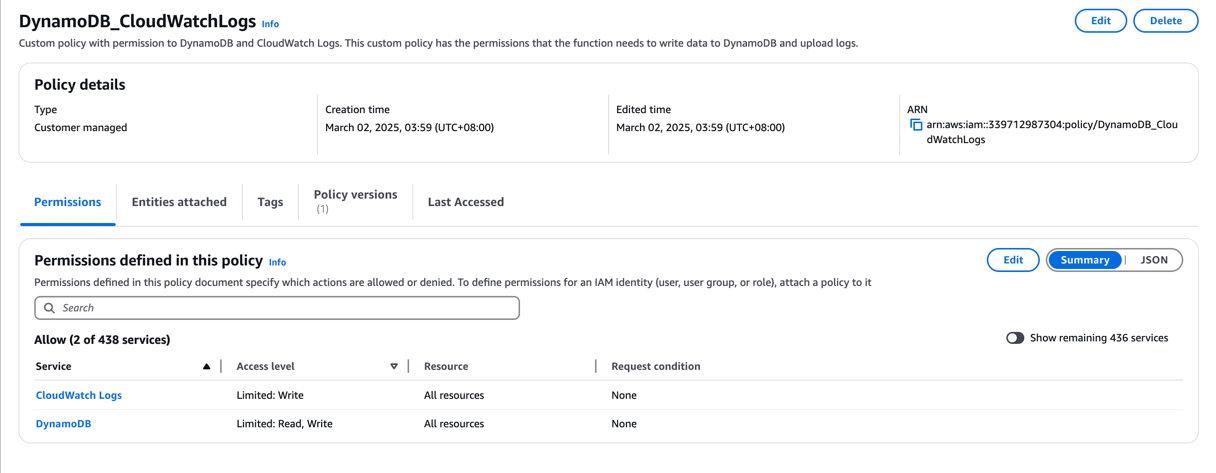 DynamoDB_CloudWatchLogs Info
Edit
Delete
Custom policy with permission to DynamoDB and CloudWatch Logs. This custom policy has the permissions that the function needs to write data to DynamoDB and upload logs.
Policy details
Type
Customer managed
Creation time
March 02, 2025, 03:59 (UTC+08:00)
Edited time
March 02, 2025, 03:59 (UTC+08:00)
ARN
arn:aws:iam::339712987304:policy/DynamoDB_Clou
dWatchLogs
Permissions
Entities attached
Tags
Policy versions
(1)
Last Accessed
Permissions defined in this policy Info
Edit
Summary
JSON
Permissions defined in this policy document specify which actions are allowed or denied. To define permissions for an IAM identity (user, user group, or role), attach a policy to it
Search
Allow (2 of 438 services)
Show remaining 436 services
Service Access level Resource Request condition
CloudWatch Logs Limited: Write All resources None
DynamoDB Limited: Read, Write All resources None